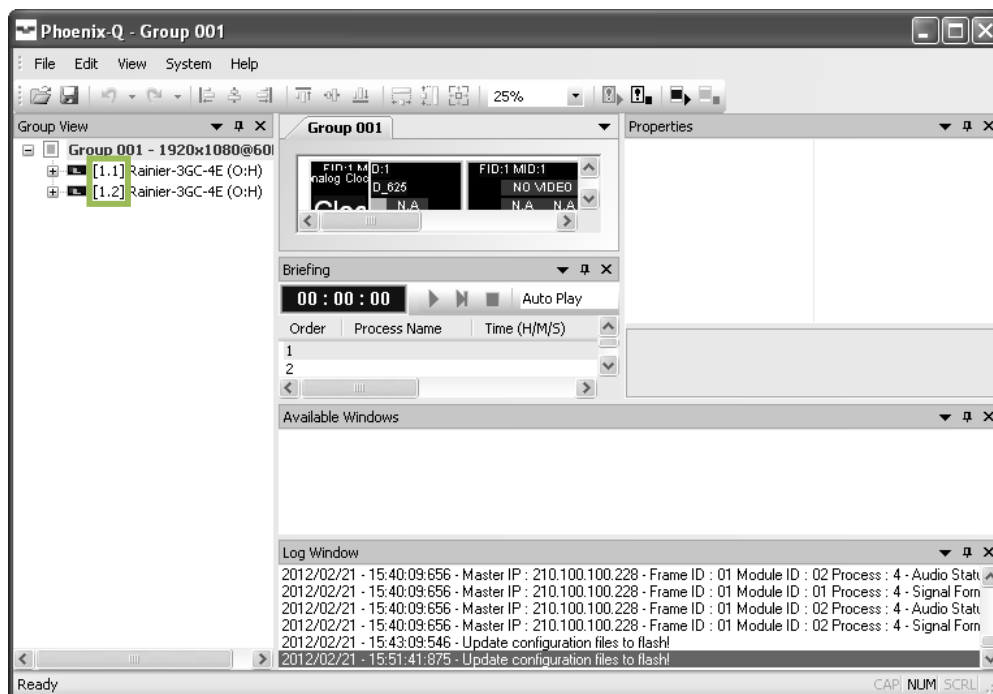 Phoenix-Q - Group 001
File Edit View System Help
25%
Group View
Group 001 - 1920x1080@60
[1.1] Rainier-3GC-4E (O:H)
[1.2] Rainier-3GC-4E (O:H)
Group 001
FID:1 M D:1
nalog Cloc
D_625
Cloc
N.A
FID:1 MID:1
NO VIDEO
N.A N.A
Properties
Briefing
00 : 00 : 00 Auto Play
Order Process Name Time (H/M/S)
1
2
Available Windows
Log Window
2012/02/21 - 15:40:09:656 - Master IP : 210.100.100.228 - Frame ID : 01 Module ID : 02 Process : 4 - Audio Statu
2012/02/21 - 15:40:09:656 - Master IP : 210.100.100.228 - Frame ID : 01 Module ID : 01 Process : 4 - Signal Forn
2012/02/21 - 15:40:09:656 - Master IP : 210.100.100.228 - Frame ID : 01 Module ID : 02 Process : 4 - Audio Statu
2012/02/21 - 15:40:09:656 - Master IP : 210.100.100.228 - Frame ID : 01 Module ID : 02 Process : 4 - Signal Forn
2012/02/21 - 15:43:09:546 - Update configuration files to flash!
2012/02/21 - 15:51:41:875 - Update configuration files to flash!
Ready
CAP NUM SCRL